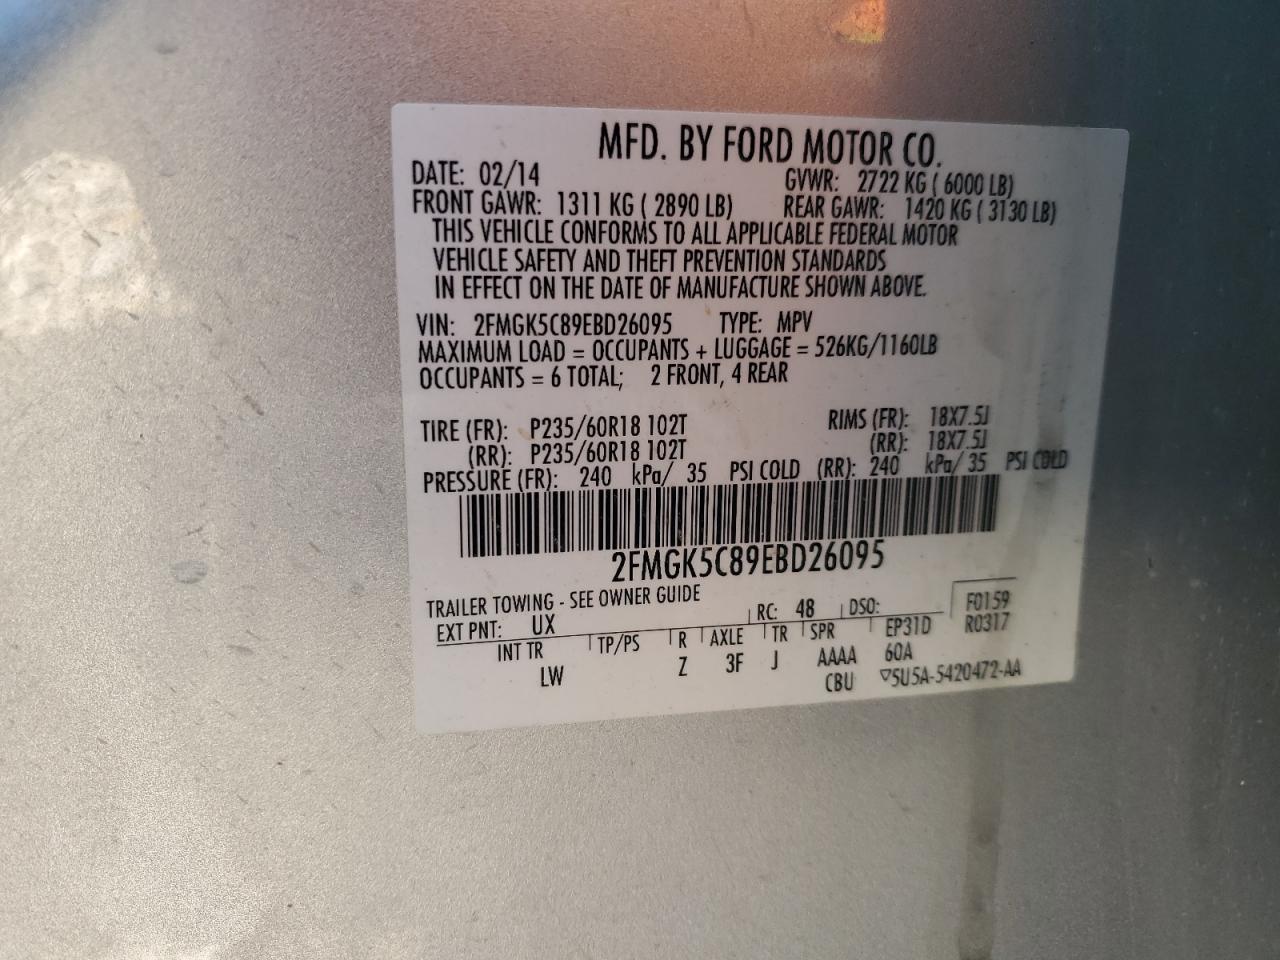 MFD. BY FORD MOTOR CO.
DATE: 02/14 GVWR: 2722 KG ( 6000 LB)
FRONT GAWR: 1311 KG ( 2890 LB) REAR GAWR: 1420 KG ( 3130 LB)
THIS VEHICLE CONFORMS TO ALL APPLICABLE FEDERAL MOTOR
VEHICLE SAFETY AND THEFT PREVENTION STANDARDS
IN EFFECT ON THE DATE OF MANUFACTURE SHOWN ABOVE.
VIN: 2FMGK5C89EBD26095 TYPE: MPV
MAXIMUM LOAD = OCCUPANTS + LUGGAGE = 526KG/1160LB
OCCUPANTS = 6 TOTAL; 2 FRONT, 4 REAR
TIRE (FR): P235/60R18 102T RIMS (FR): 18X7.5J
(RR): P235/60R18 102T (RR): 18X7.5J
PRESSURE (FR): 240 kPa/ 35 PSI COLD (RR): 240 kPa/ 35 PSI COLD
2FMGK5C89EBD26095
TRAILER TOWING - SEE OWNER GUIDE
EXT PNT: UX RC: 48 DSO: F0159
INT TR TP/PS R AXLE TR SPR EP31D R0317
LW Z 3F J AAAA 60A
CBU ▽5U5A-5420472-AA